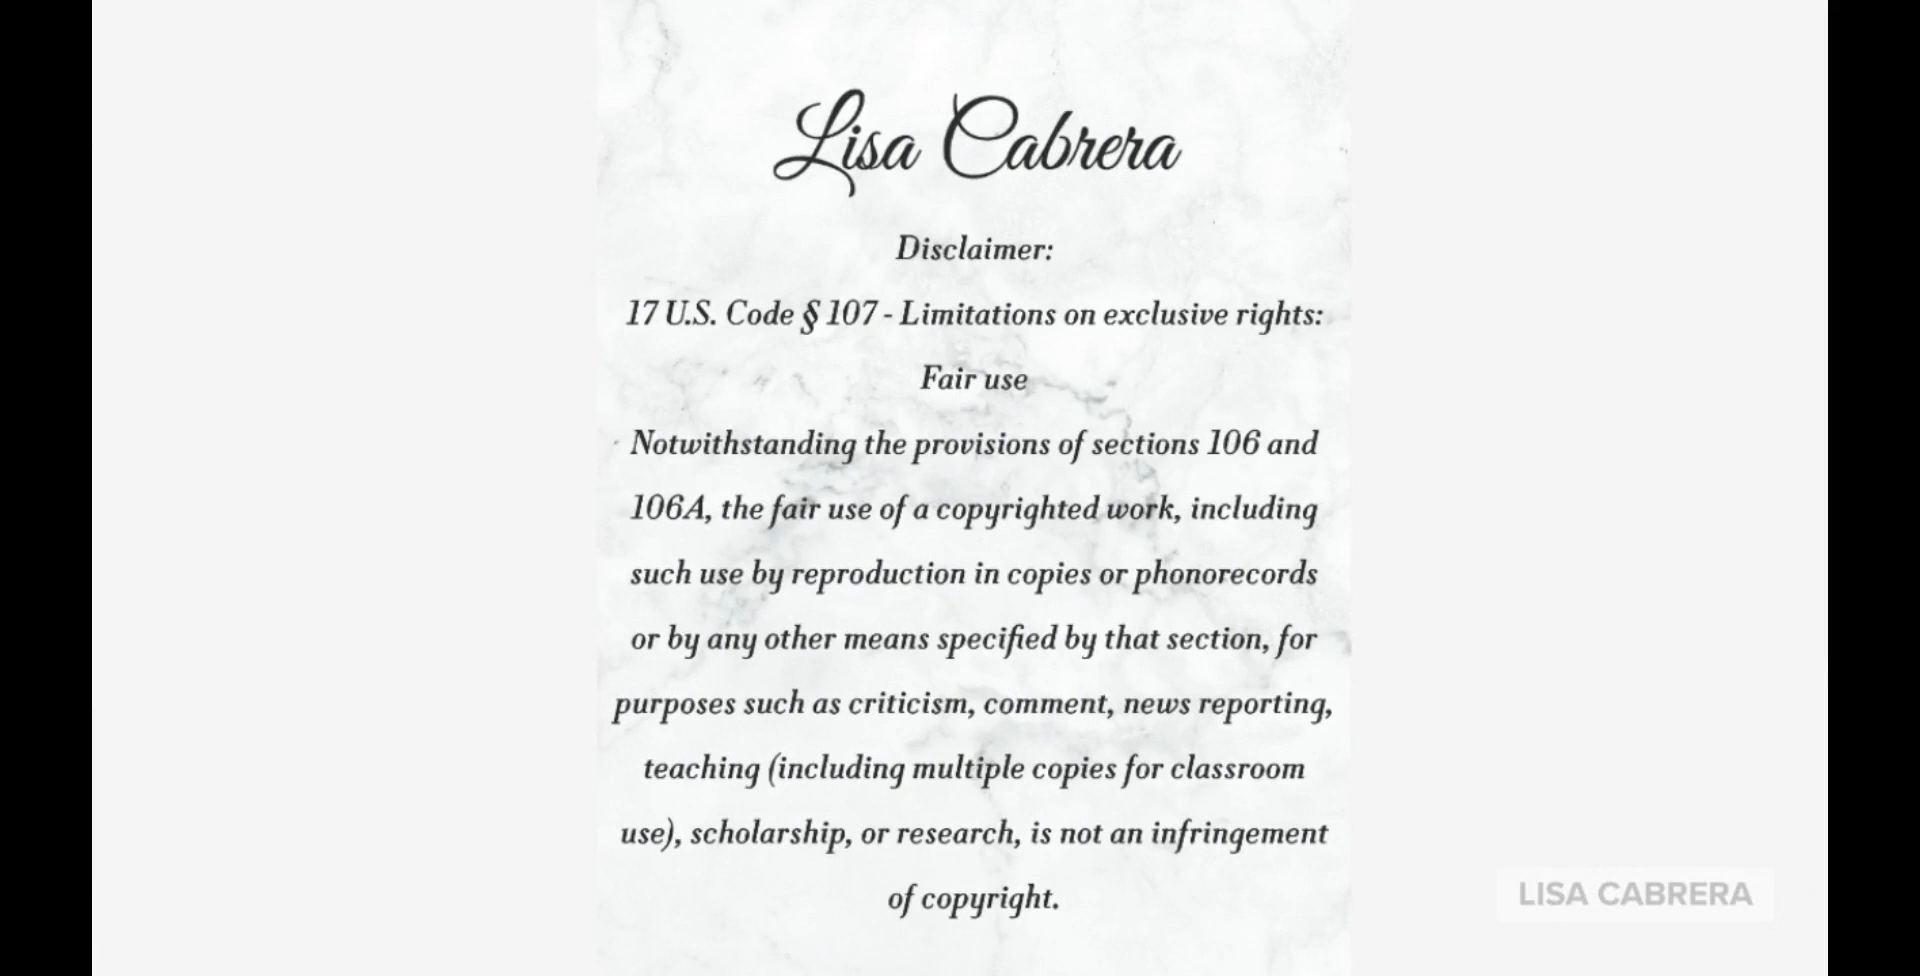 Lisa Cabrera
Disclaimer:
17 U.S. Code § 107 - Limitations on exclusive rights:
Fair use
Notwithstanding the provisions of sections 106 and
106A, the fair use of a copyrighted work, including
such use by reproduction in copies or phonorecords
or by any other means specified by that section, for
purposes such as criticism, comment, news reporting,
teaching (including multiple copies for classroom
use), scholarship, or research, is not an infringement
of copyright.
LISA CABRERA